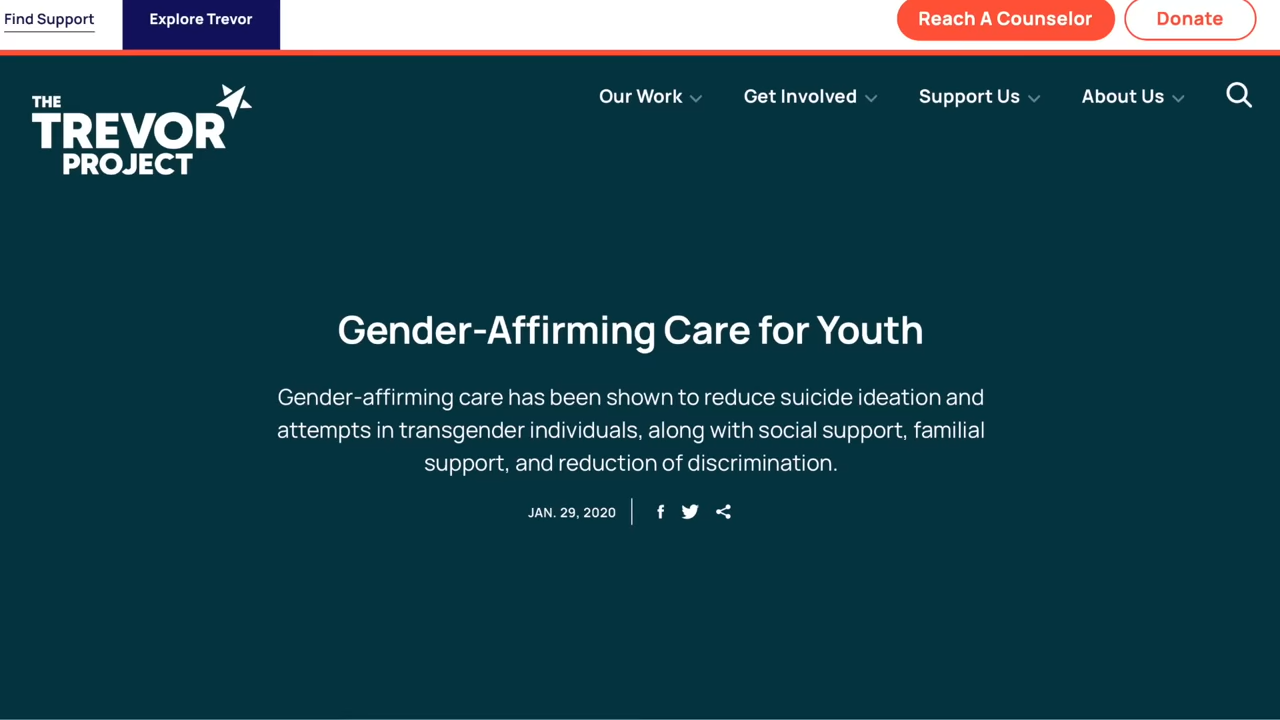 Find Support
Explore Trevor
Reach A Counselor
Donate
THE
TREVOR
PROJECT
Our Work
Get Involved
Support Us
About Us
Gender-Affirming Care for Youth
Gender-affirming care has been shown to reduce suicide ideation and
attempts in transgender individuals, along with social support, familial
support, and reduction of discrimination.
JAN. 29, 2020